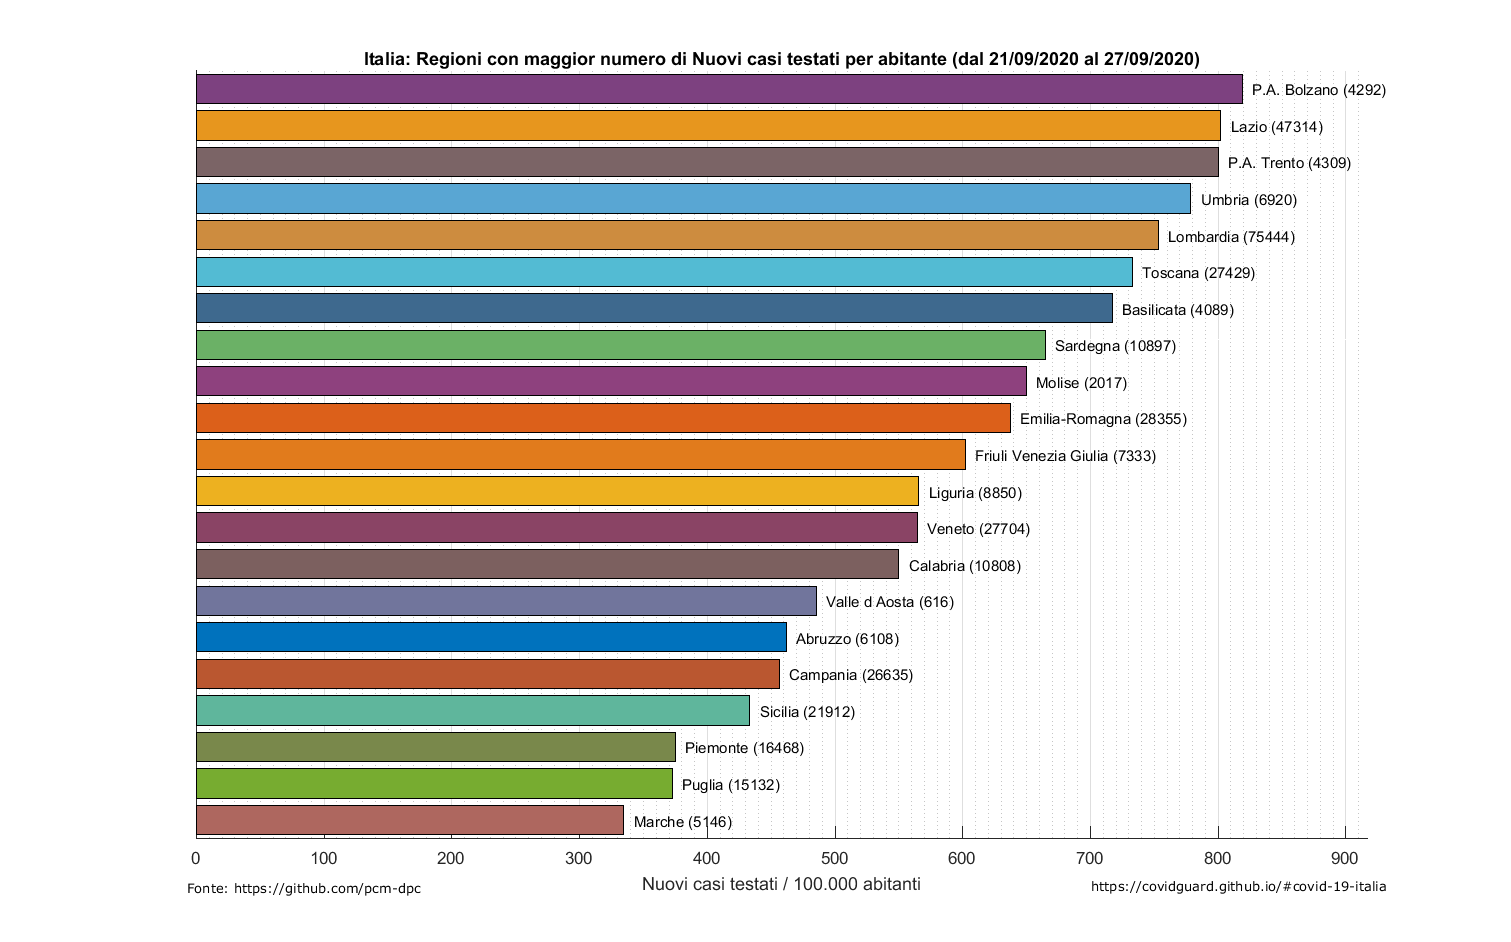 Italia: Regioni con maggior numero di Nuovi casi testati per abitante (dal 21/09/2020 al 27/09/2020)
P.A. Bolzano (4292)
Lazio (47314)
P.A. Trento (4309)
Umbria (6920)
Lombardia (75444)
Toscana (27429)
Basilicata (4089)
Sardegna (10897)
Molise (2017)
Emilia-Romagna (28355)
Friuli Venezia Giulia (7333)
Liguria (8850)
Veneto (27704)
Calabria (10808)
Valle d Aosta (616)
Abruzzo (6108)
Campania (26635)
Sicilia (21912)
Piemonte (16468)
Puglia (15132)
Marche (5146)
0 100 200 300 400 500 600 700 800 900
Nuovi casi testati / 100.000 abitanti
Fonte: https://github.com/pcm-dpc
https://covidguard.github.io/#covid-19-italia